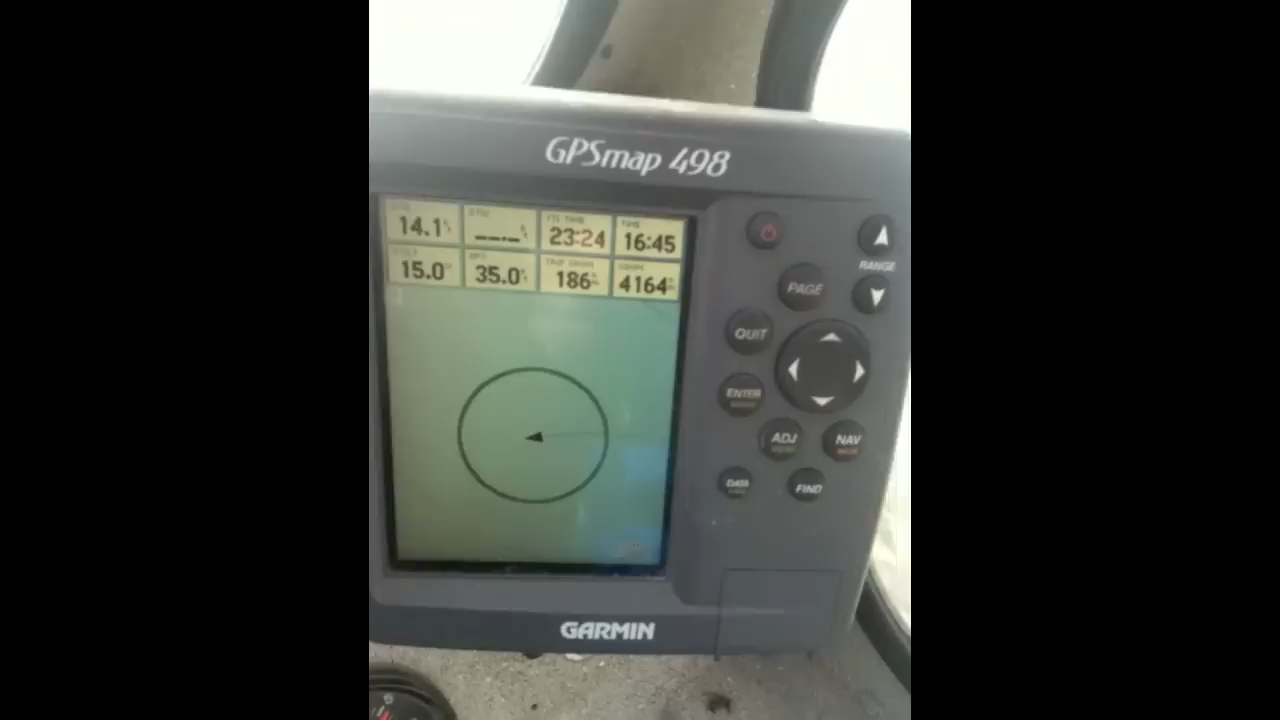 GPSmap 498
14.1 __._ 23:24 16:45
15.0 35.0 186 4164
RANGE
PAGE
QUIT
ENTER
ADJ
NAV
DATA
FIND
GARMIN